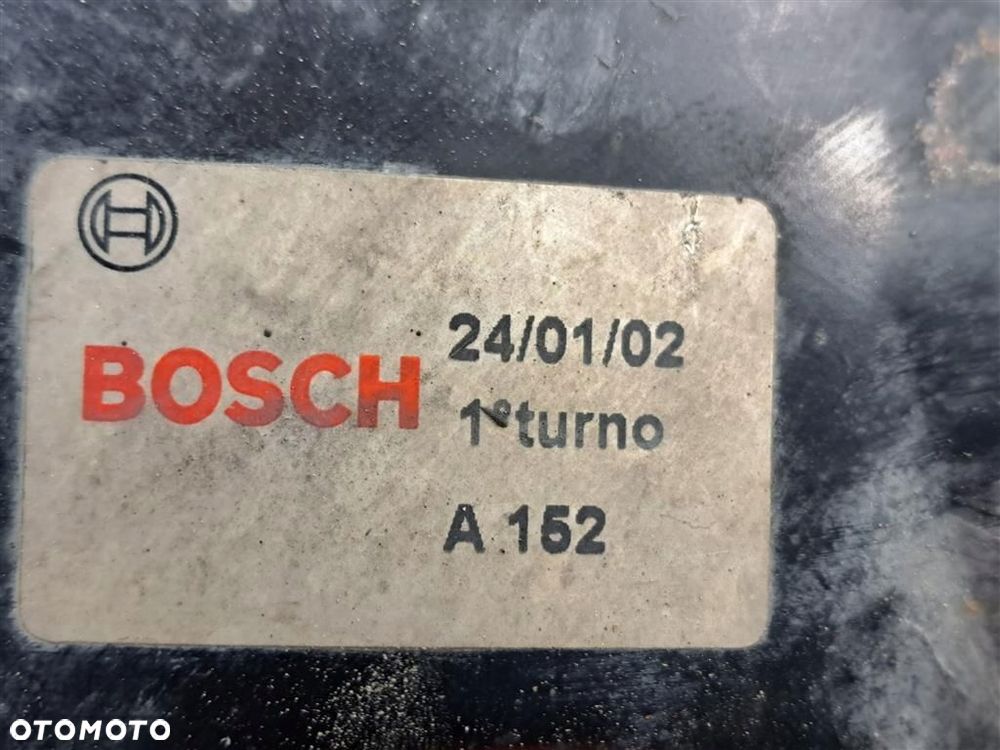 BOSCH
24/01/02
1°turno
A 152
OTOMOTO